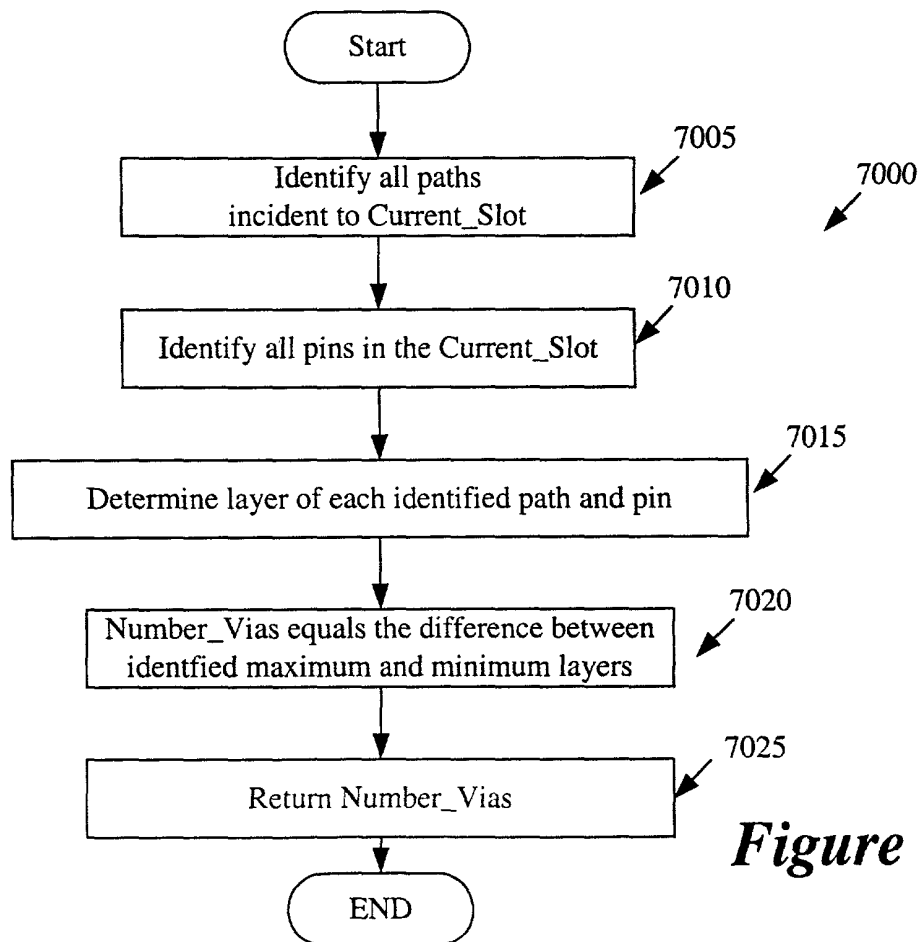 Start
7005
Identify all paths
incident to Current_Slot
7000
7010
Identify all pins in the Current_Slot
7015
Determine layer of each identified path and pin
7020
Number_Vias equals the difference between
identfied maximum and minimum layers
7025
Return Number_Vias
Figure
END